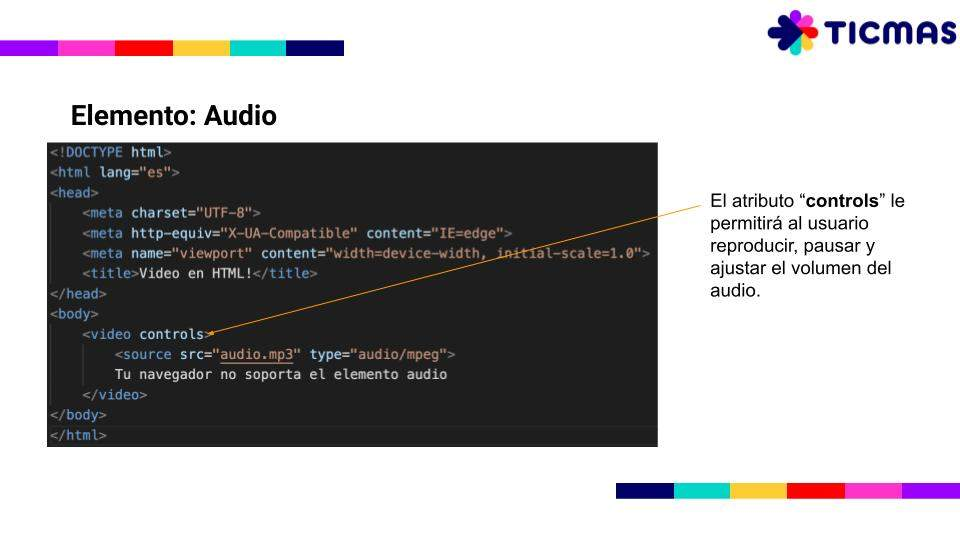 TICMAS
Elemento: Audio
<!DOCTYPE html>
<html lang="es">
<head>
<meta charset="UTF-8">
<meta http-equiv="X-UA-Compatible" content="IE=edge">
<meta name="viewport" content="width=device-width, initial-scale=1.0">
<title>Video en HTML!</title>
</head>
<body>
<video controls>
<source src="audio.mp3" type="audio/mpeg">
Tu navegador no soporta el elemento audio
</video>
</body>
</html>
El atributo “controls” le
permitirá al usuario
reproducir, pausar y
ajustar el volumen del
audio.